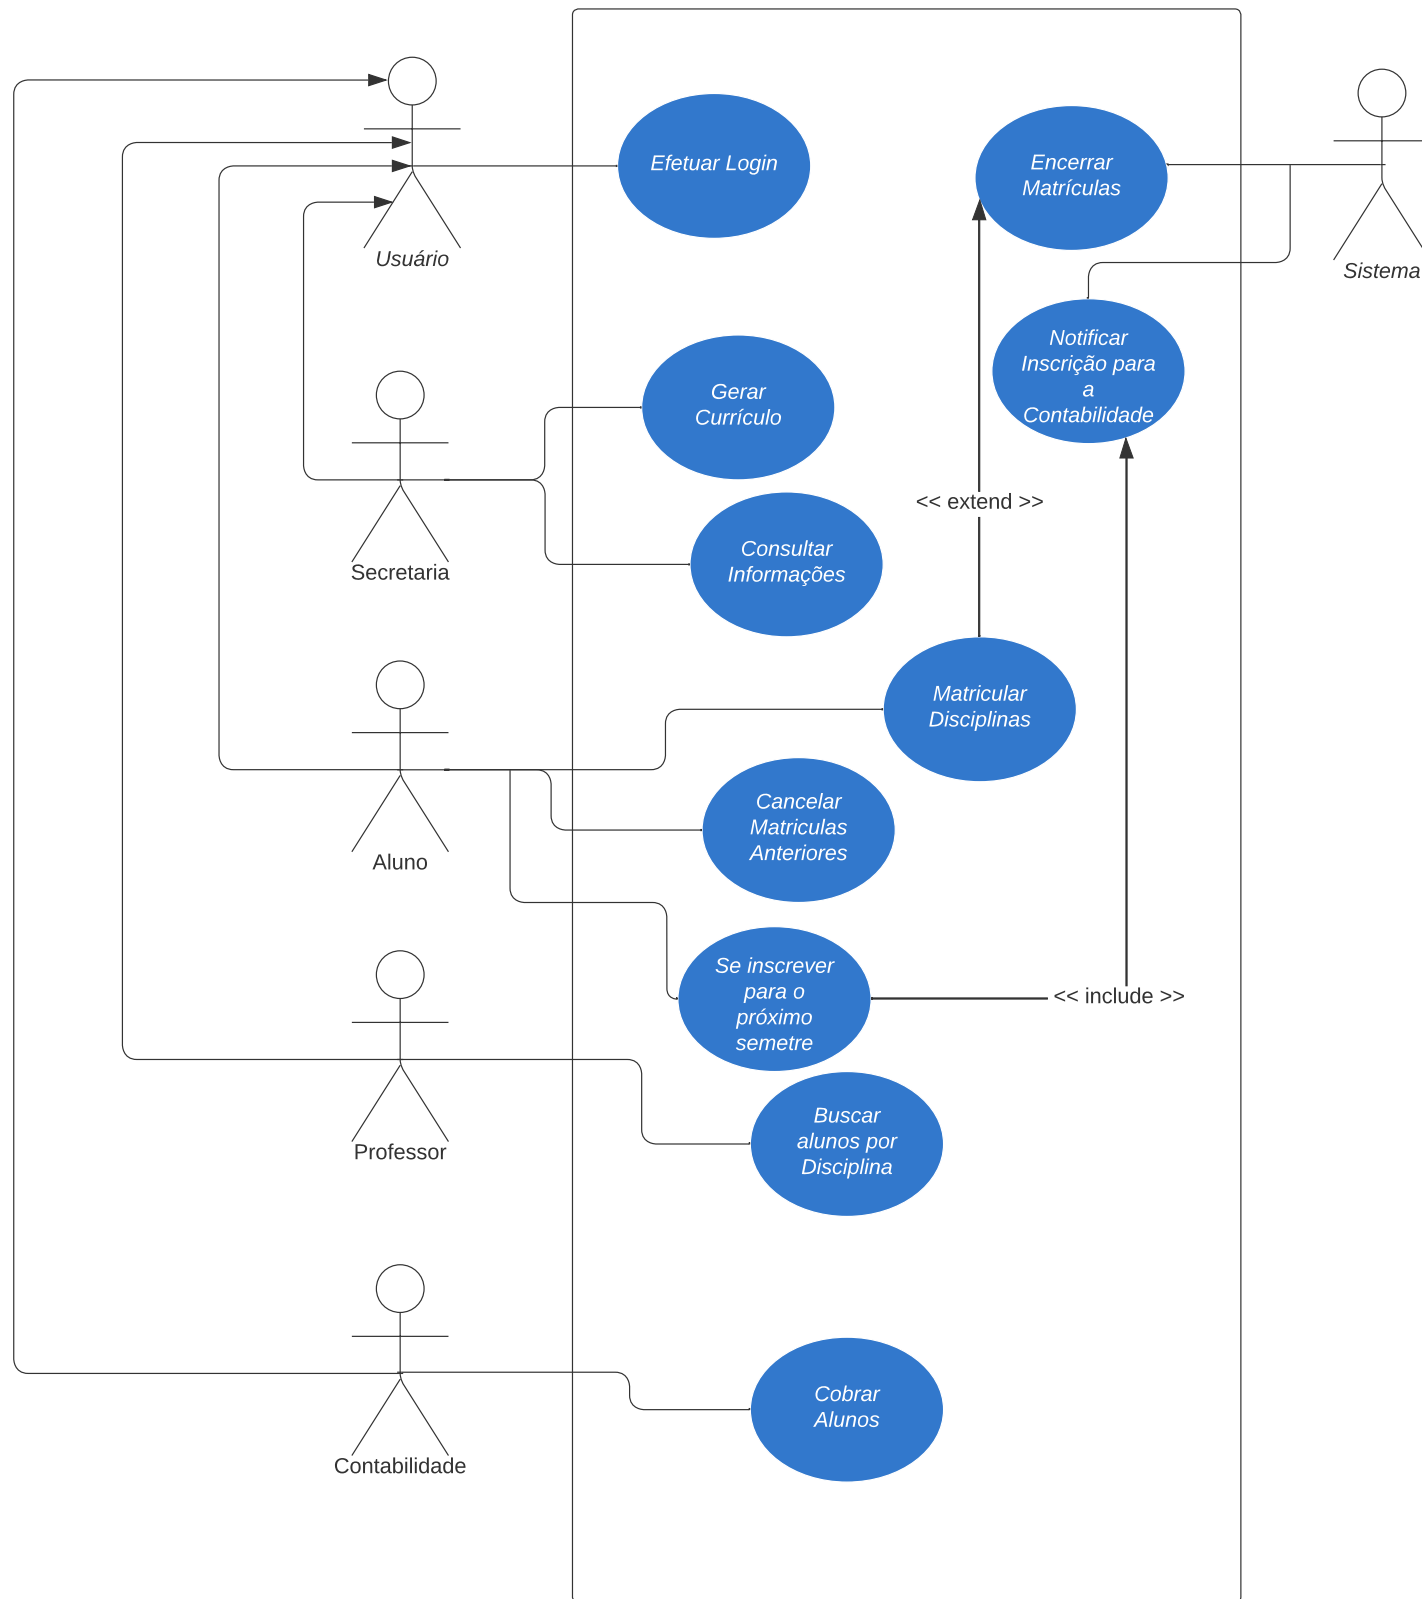 Efetuar Login
Encerrar
Matrículas
Usuário
Sistema
Notificar
Inscrição para
a
Contabilidade
Gerar
Currículo
<< extend >>
Consultar
Informações
Secretaria
Matricular
Disciplinas
Cancelar
Matriculas
Anteriores
Aluno
Se inscrever
para o
próximo
semetre
<< include >>
Buscar
alunos por
Disciplina
Professor
Cobrar
Alunos
Contabilidade